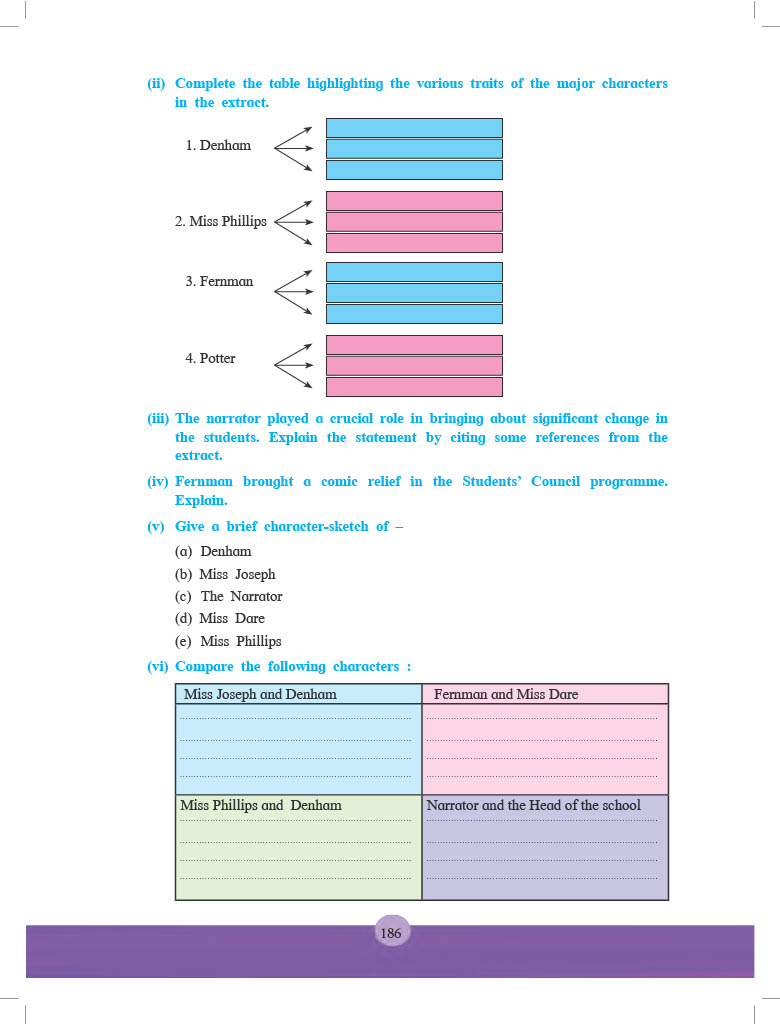 (ii) Complete the table highlighting the various traits of the major characters
in the extract.
1. Denham
2. Miss Phillips
3. Fernman
4. Potter
(iii) The narrator played a crucial role in bringing about significant change in
the students. Explain the statement by citing some references from the
extract.
(iv) Fernman brought a comic relief in the Students’ Council programme.
Explain.
(v) Give a brief character-sketch of –
(a) Denham
(b) Miss Joseph
(c) The Narrator
(d) Miss Dare
(e) Miss Phillips
(vi) Compare the following characters :
Miss Joseph and Denham
Fernman and Miss Dare
Miss Phillips and Denham
Narrator and the Head of the school
186